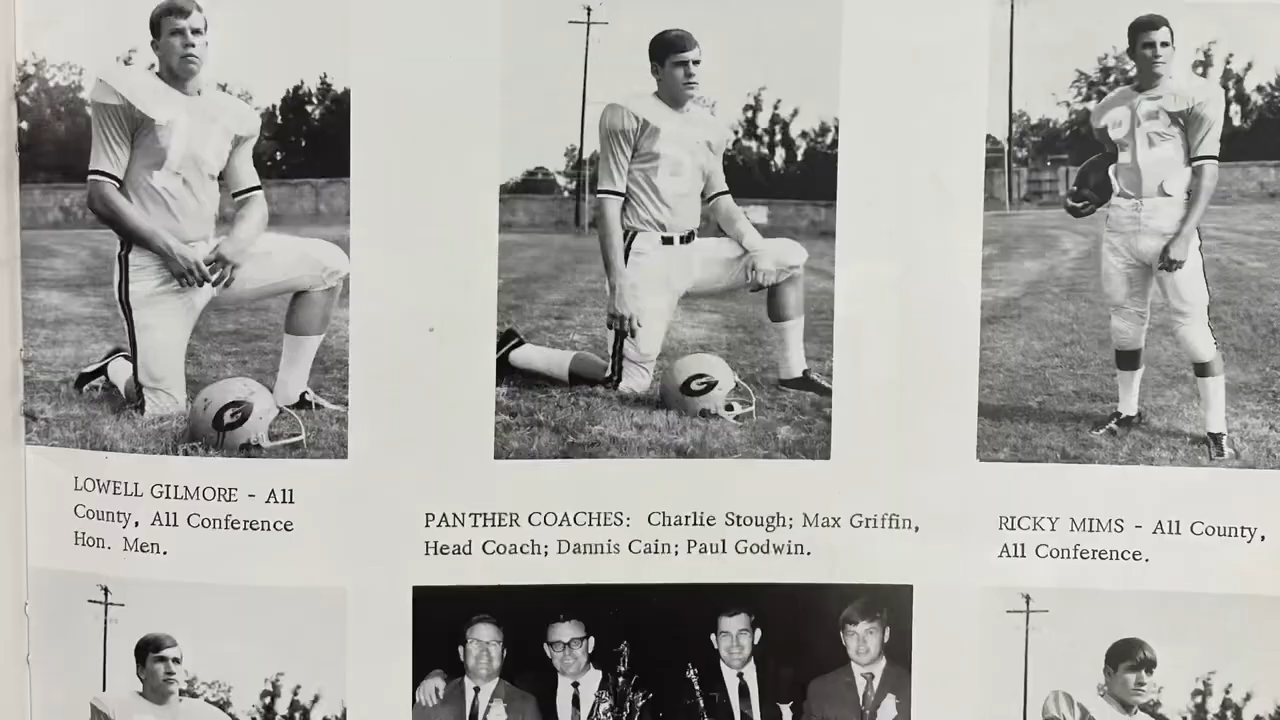 LOWELL GILMORE - All
County, All Conference
Hon. Men.
PANTHER COACHES: Charlie Stough; Max Griffin,
Head Coach; Dannis Cain; Paul Godwin.
RICKY MIMS - All County,
All Conference.
G
G